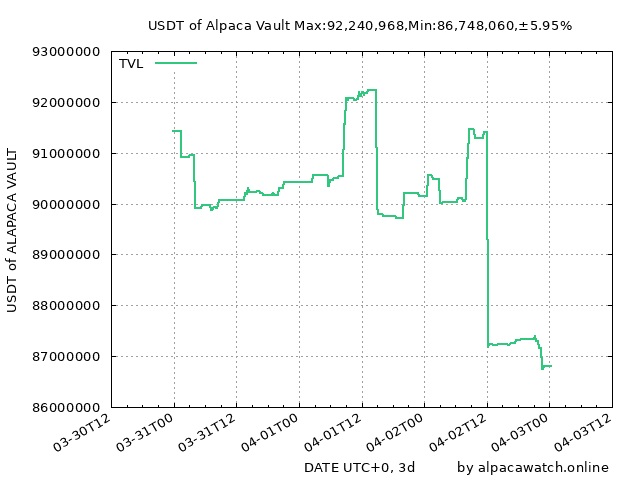 USDT of Alpaca Vault Max:92,240,968,Min:86,748,060,±5.95%
TVL
93000000
92000000
91000000
90000000
89000000
88000000
87000000
86000000
USDT of ALAPACA VAULT
03-30T12
03-31T00
03-31T12
04-01T00
04-01T12
04-02T00
04-02T12
04-03T00
04-03T12
DATE UTC+0, 3d
by alpacawatch.online